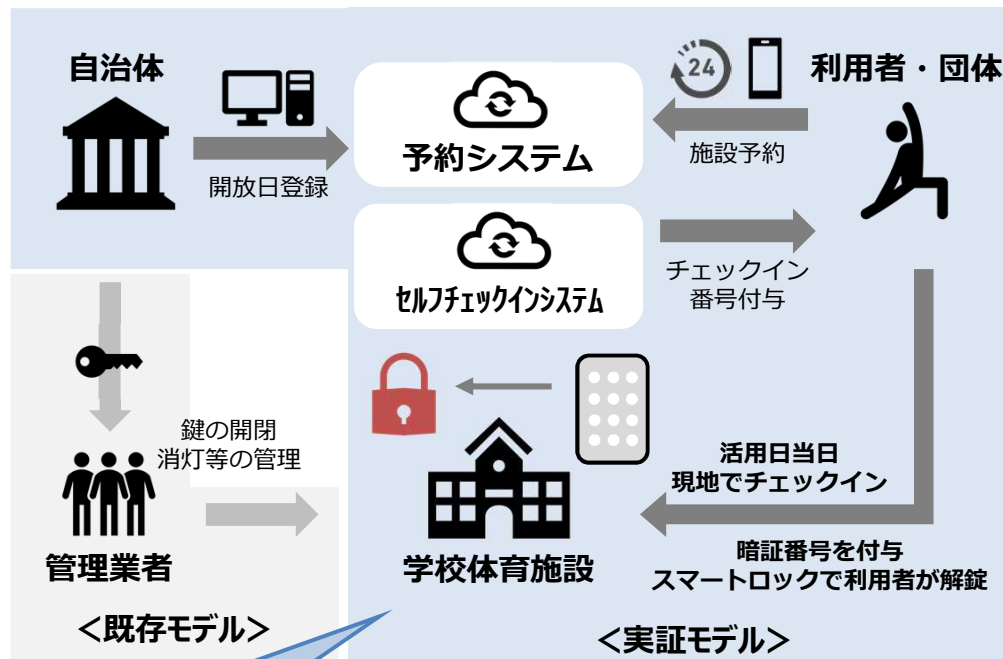 自治体
24
利用者・団体
予約システム
開放日登録
施設予約
セルフチェックインシステム
チェックイン
番号付与
鍵の開閉
消灯等の管理
活用日当日
現地でチェックイン
管理業者
学校体育施設
暗証番号を付与
スマートロックで利用者が解錠
＜既存モデル＞
＜実証モデル＞